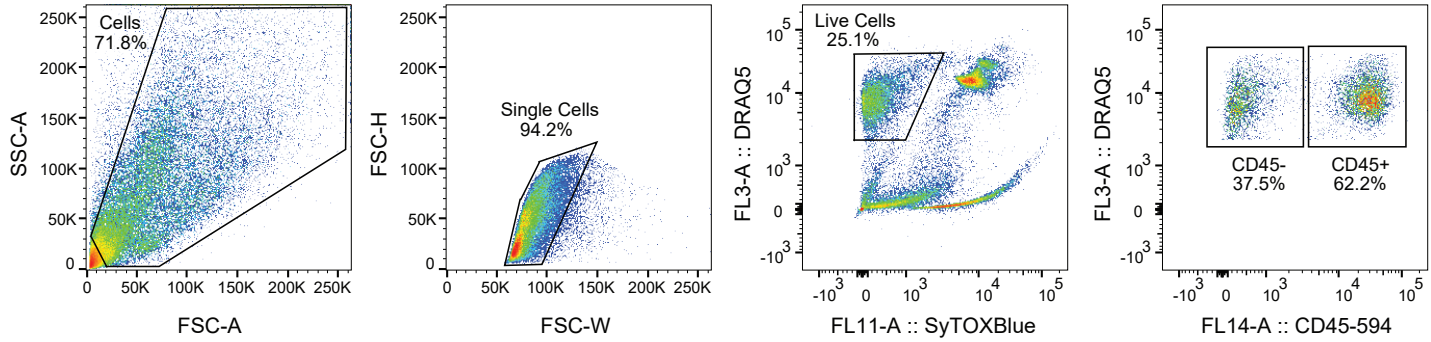 Cells
71.8%
250K
200K
150K
100K
50K
0
SSC-A
0
50K
100K
150K
200K
250K
FSC-A
Single Cells
94.2%
250K
200K
150K
100K
50K
0
FSC-H
0
50K
100K
150K
200K
250K
FSC-W
Live Cells
25.1%
10^5
10^4
10^3
0
-10^3
FL3-A :: DRAQ5
-10^3
0
10^3
10^4
10^5
FL11-A :: SyTOXBlue
10^5
10^4
10^3
0
-10^3
FL3-A :: DRAQ5
CD45-
37.5%
CD45+
62.2%
-10^3
0
10^3
10^4
10^5
FL14-A :: CD45-594